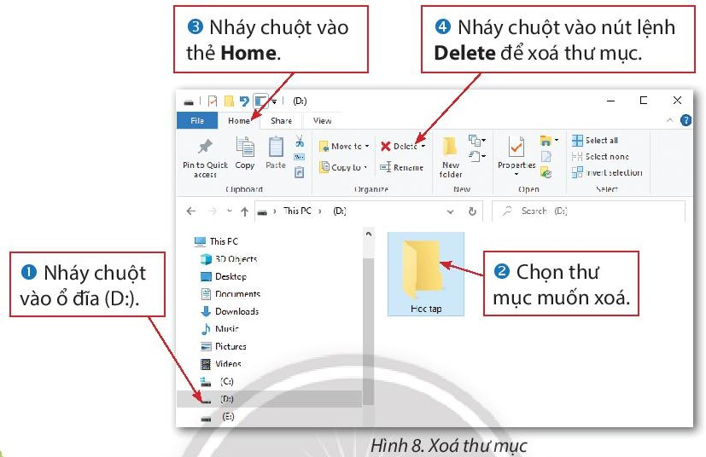 ❸ Nháy chuột vào
thẻ Home.
❹ Nháy chuột vào nút lệnh
Delete để xoá thư mục.
(D:)
File Home Share View
Pin to Quick access
Copy
Paste
Clipboard
Move to
Copy to
Delete
Rename
Organize
New folder
New
Properties
Open
Select all
Select none
Invert selection
Select
This PC > (D:)
Search (D:)
This PC
3D Objects
Desktop
Documents
Downloads
Music
Pictures
Videos
(C:)
(D:)
(E:)
Hoc tap
❶ Nháy chuột
vào ổ đĩa (D:).
❷ Chọn thư
mục muốn xoá.
Hình 8. Xoá thư mục